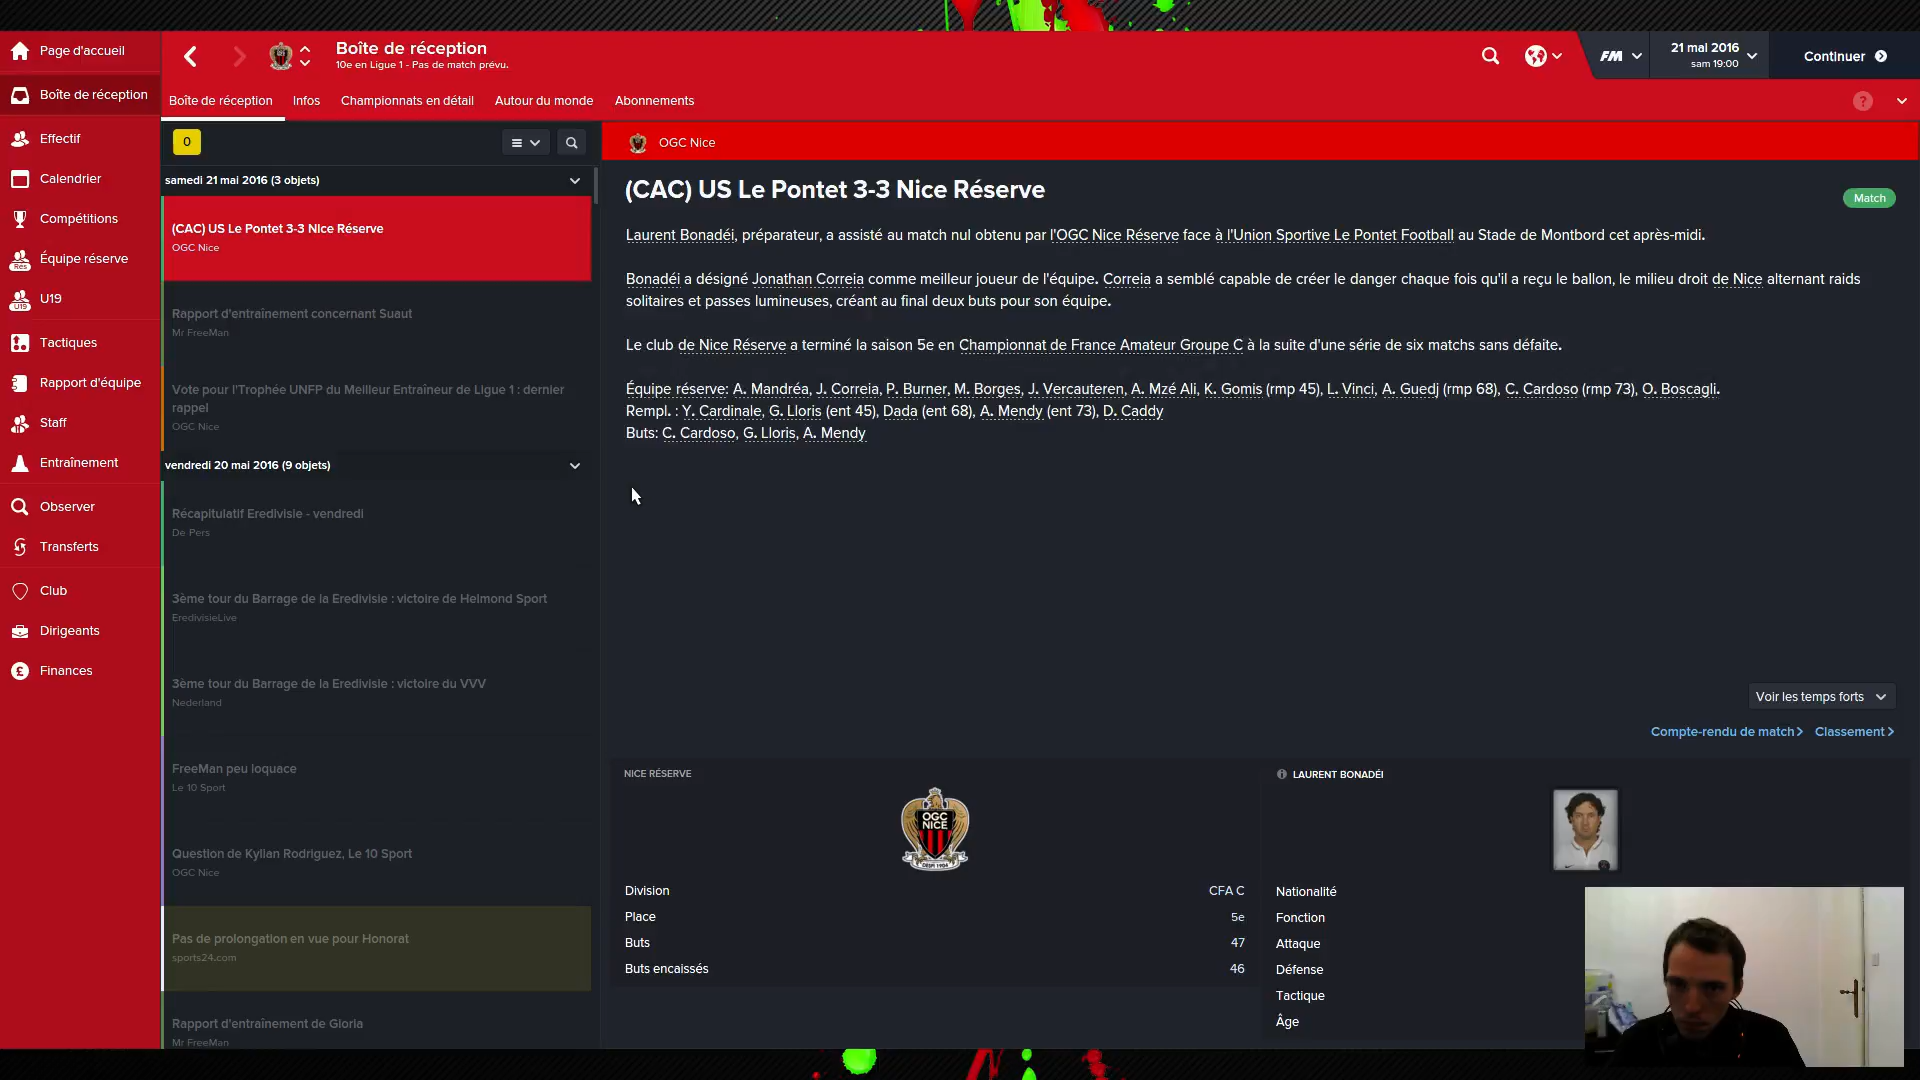 Page d'accueil
Boîte de réception
Effectif
Calendrier
Compétitions
Équipe réserve
U19
Tactiques
Rapport d'équipe
Staff
Entraînement
Observer
Transferts
Club
Dirigeants
Finances
Boîte de réception
10e en Ligue 1 - Pas de match prévu.
FM
21 mai 2016
sam 19:00
Continuer
Boîte de réception Infos Championnats en détail Autour du monde Abonnements
?
0
samedi 21 mai 2016 (3 objets)
(CAC) US Le Pontet 3-3 Nice Réserve
OGC Nice
Rapport d'entraînement concernant Suaut
Mr FreeMan
Vote pour l'Trophée UNFP du Meilleur Entraîneur de Ligue 1 : dernier
rappel
OGC Nice
vendredi 20 mai 2016 (9 objets)
Récapitulatif Eredivisie - vendredi
De Pers
3ème tour du Barrage de la Eredivisie : victoire de Helmond Sport
EredivisieLive
3ème tour du Barrage de la Eredivisie : victoire du VVV
Nederland
FreeMan peu loquace
Le 10 Sport
Question de Kylian Rodriguez, Le 10 Sport
OGC Nice
Pas de prolongation en vue pour Honorat
sports24.com
Rapport d'entraînement de Gloria
Mr FreeMan
OGC Nice
(CAC) US Le Pontet 3-3 Nice Réserve
Match
Laurent Bonadéi, préparateur, a assisté au match nul obtenu par l'OGC Nice Réserve face à l'Union Sportive Le Pontet Football au Stade de Montbord cet après-midi.
Bonadéi a désigné Jonathan Correia comme meilleur joueur de l'équipe. Correia a semblé capable de créer le danger chaque fois qu'il a reçu le ballon, le milieu droit de Nice alternant raids
solitaires et passes lumineuses, créant au final deux buts pour son équipe.
Le club de Nice Réserve a terminé la saison 5e en Championnat de France Amateur Groupe C à la suite d'une série de six matchs sans défaite.
Équipe réserve: A. Mandréa, J. Correia, P. Burner, M. Borges, J. Vercauteren, A. Mzé Ali, K. Gomis (rmp 45), L. Vinci, A. Guedj (rmp 68), C. Cardoso (rmp 73), O. Boscagli.
Rempl. : Y. Cardinale, G. Lloris (ent 45), Dada (ent 68), A. Mendy (ent 73), D. Caddy
Buts: C. Cardoso, G. Lloris, A. Mendy
Voir les temps forts
Compte-rendu de match Classement
NICE RÉSERVE
OGC
NICE
Division CFA C
Place 5e
Buts 47
Buts encaissés 46
LAURENT BONADÉI
Nationalité
Fonction
Attaque
Défense
Tactique
Âge